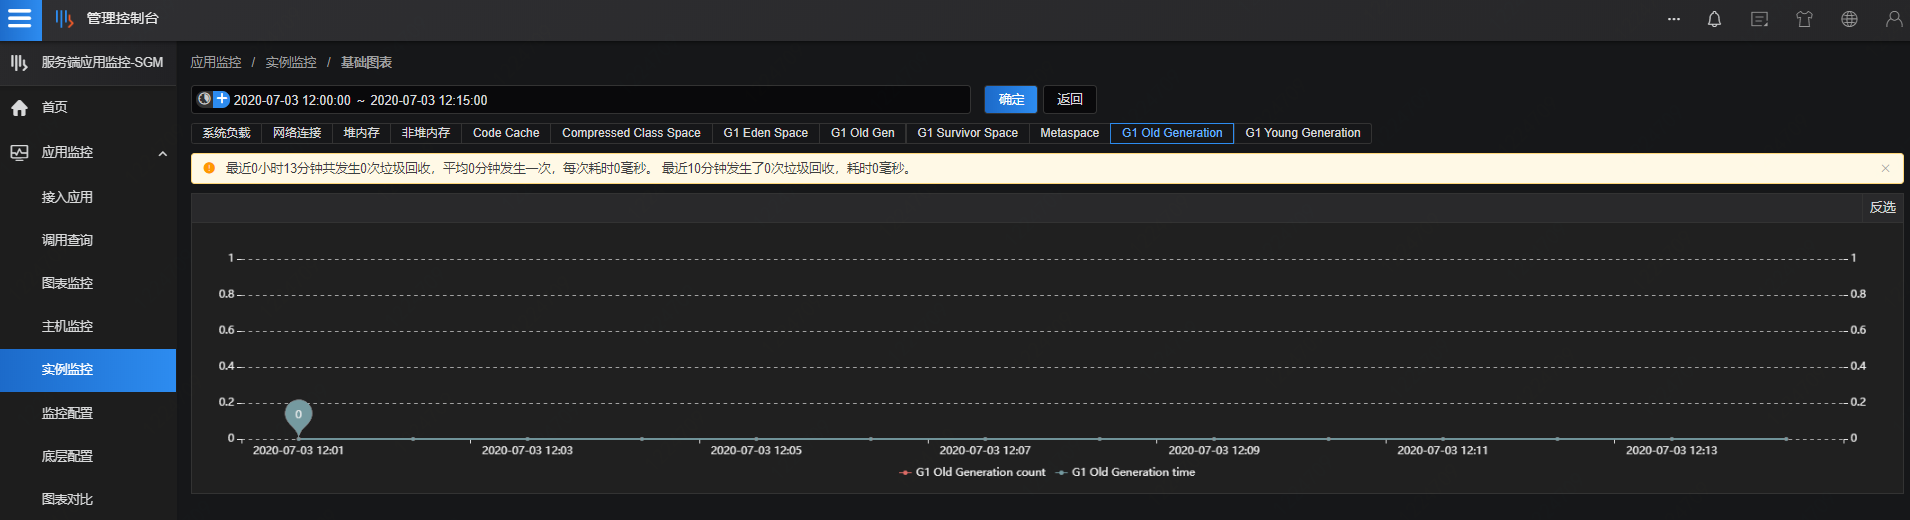 管理控制台
服务端应用监控-SGM
首页
应用监控
接入应用
调用查询
图表监控
主机监控
实例监控
监控配置
底层配置
图表对比
应用监控 / 实例监控 / 基础图表
2020-07-03 12:00:00 ~ 2020-07-03 12:15:00
确定
返回
系统负载 网络连接 堆内存 非堆内存 Code Cache Compressed Class Space G1 Eden Space G1 Old Gen G1 Survivor Space Metaspace G1 Old Generation G1 Young Generation
最近0小时13分钟共发生0次垃圾回收，平均0分钟发生一次，每次耗时0毫秒。 最近10分钟发生了0次垃圾回收，耗时0毫秒。
反选
1 1
0.8 0.8
0.6 0.6
0.4 0.4
0.2 0.2
0
0 0
2020-07-03 12:01 2020-07-03 12:03 2020-07-03 12:05 2020-07-03 12:07 2020-07-03 12:09 2020-07-03 12:11 2020-07-03 12:13
G1 Old Generation count G1 Old Generation time